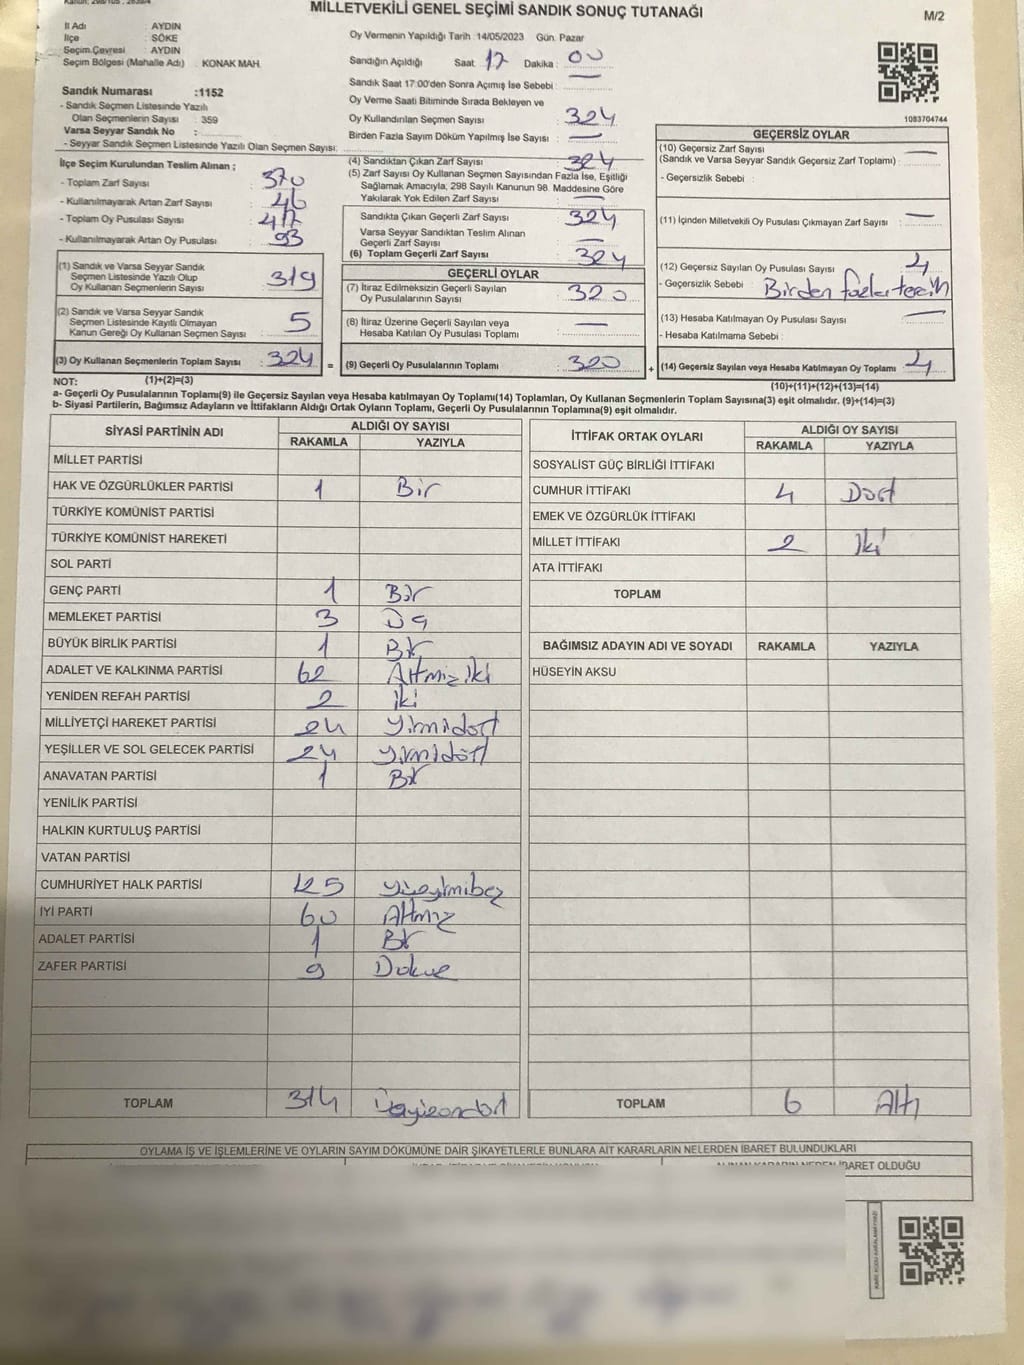 MİLLETVEKİLİ GENEL SEÇİMİ SANDIK SONUÇ TUTANAĞI
M/2
İl Adı : AYDIN
İlçe : SÖKE
Seçim Çevresi : AYDIN
Seçim Bölgesi (Mahalle Adı) : KONAK MAH.
Sandık Numarası :1152
- Sandık Seçmen Listesinde Yazılı
Olan Seçmenlerin Sayısı : 359
Varsa Seyyar Sandık No :
- Seyyar Sandık Seçmen Listesinde Yazılı Olan Seçmen Sayısı:
İlçe Seçim Kurulundan Teslim Alınan ;
- Toplam Zarf Sayısı : 370
- Kullanılmayarak Artan Zarf Sayısı : 46
- Toplam Oy Pusulası Sayısı : 417
- Kullanılmayarak Artan Oy Pusulası : 93
(1) Sandık ve Varsa Seyyar Sandık
Seçmen Listesinde Yazılı Olup
Oy Kullanan Seçmenlerin Sayısı : 319
(2) Sandık ve Varsa Seyyar Sandık
Seçmen Listesinde Kayıtlı Olmayan
Kanun Gereği Oy Kullanan Seçmen Sayısı : 5
(3) Oy Kullanan Seçmenlerin Toplam Sayısı : 324 =
Oy Vermenin Yapıldığı Tarih : 14/05/2023 Gün. Pazar
Sandığın Açıldığı Saat : 17 Dakika : 00
Sandık Saat 17:00'den Sonra Açılmış İse Sebebi : —
Oy Verme Saati Bitiminde Sırada Bekleyen ve
Oy Kullandırılan Seçmen Sayısı : 324
Birden Fazla Sayım Döküm Yapılmış İse Sayısı : —
(4) Sandıktan Çıkan Zarf Sayısı : 324
(5) Zarf Sayısı Oy Kullanan Seçmen Sayısından Fazla İse, Eşitliği
Sağlamak Amacıyla, 298 Sayılı Kanunun 98. Maddesine Göre
Yakılarak Yok Edilen Zarf Sayısı : —
Sandıkta Çıkan Geçerli Zarf Sayısı : 324
Varsa Seyyar Sandıktan Teslim Alınan
Geçerli Zarf Sayısı : —
(6) Toplam Geçerli Zarf Sayısı : 324
GEÇERLİ OYLAR
(7) İtiraz Edilmeksizin Geçerli Sayılan
Oy Pusulalarının Sayısı : 320
(8) İtiraz Üzerine Geçerli Sayılan veya
Hesaba Katılan Oy Pusulası Toplamı : —
(9) Geçerli Oy Pusulalarının Toplamı : 320 +
1083704744
GEÇERSİZ OYLAR
(10) Geçersiz Zarf Sayısı
(Sandık ve Varsa Seyyar Sandık Geçersiz Zarf Toplamı) : —
- Geçersizlik Sebebi :
(11) İçinden Milletvekili Oy Pusulası Çıkmayan Zarf Sayısı : —
(12) Geçersiz Sayılan Oy Pusulası Sayısı : 4
- Geçersizlik Sebebi : Birden fazla tercih
(13) Hesaba Katılmayan Oy Pusulası Sayısı : —
- Hesaba Katılmama Sebebi :
(14) Geçersiz Sayılan veya Hesaba Katılmayan Oy Toplamı : 4
NOT: (1)+(2)=(3) (10)+(11)+(12)+(13)=(14)
a- Geçerli Oy Pusulalarının Toplamı(9) ile Geçersiz Sayılan veya Hesaba katılmayan Oy Toplamı(14) Toplamları, Oy Kullanan Seçmenlerin Toplam Sayısına(3) eşit olmalıdır. (9)+(14)=(3)
b- Siyasi Partilerin, Bağımsız Adayların ve İttifakların Aldığı Ortak Oyların Toplamı, Geçerli Oy Pusulalarının Toplamına(9) eşit olmalıdır.
SİYASİ PARTİNİN ADI ALDIĞI OY SAYISI
RAKAMLA YAZIYLA
MİLLET PARTİSİ
HAK VE ÖZGÜRLÜKLER PARTİSİ 1 Bir
TÜRKİYE KOMÜNİST PARTİSİ
TÜRKİYE KOMÜNİST HAREKETİ
SOL PARTİ
GENÇ PARTİ 1 Bir
MEMLEKET PARTİSİ 3 Üç
BÜYÜK BİRLİK PARTİSİ 1 Bir
ADALET VE KALKINMA PARTİSİ 62 Altmiş iki
YENİDEN REFAH PARTİSİ 2 iki
MİLLİYETÇİ HAREKET PARTİSİ 24 Yirmidört
YEŞİLLER VE SOL GELECEK PARTİSİ 24 Yirmidört
ANAVATAN PARTİSİ 1 Bir
YENİLİK PARTİSİ
HALKIN KURTULUŞ PARTİSİ
VATAN PARTİSİ
CUMHURİYET HALK PARTİSİ 125 Yüzyirmibeş
İYİ PARTİ 60 Altmış
ADALET PARTİSİ 1 Bir
ZAFER PARTİSİ 9 Dokuz
TOPLAM 314 Üçyüzondört
İTTİFAK ORTAK OYLARI ALDIĞI OY SAYISI
RAKAMLA YAZIYLA
SOSYALİST GÜÇ BİRLİĞİ İTTİFAKI
CUMHUR İTTİFAKI 4 Dört
EMEK VE ÖZGÜRLÜK İTTİFAKI
MİLLET İTTİFAKI 2 İki
ATA İTTİFAKI
TOPLAM
BAĞIMSIZ ADAYIN ADI VE SOYADI RAKAMLA YAZIYLA
HÜSEYİN AKSU
TOPLAM 6 Altı
OYLAMA İŞ VE İŞLEMLERİNE VE OYLARIN SAYIM DÖKÜMÜNE DAİR ŞİKAYETLERLE BUNLARA AİT KARARLARIN NELERDEN İBARET BULUNDUKLARI
ALINAN KARARIN NEDEN İBARET OLDUĞU